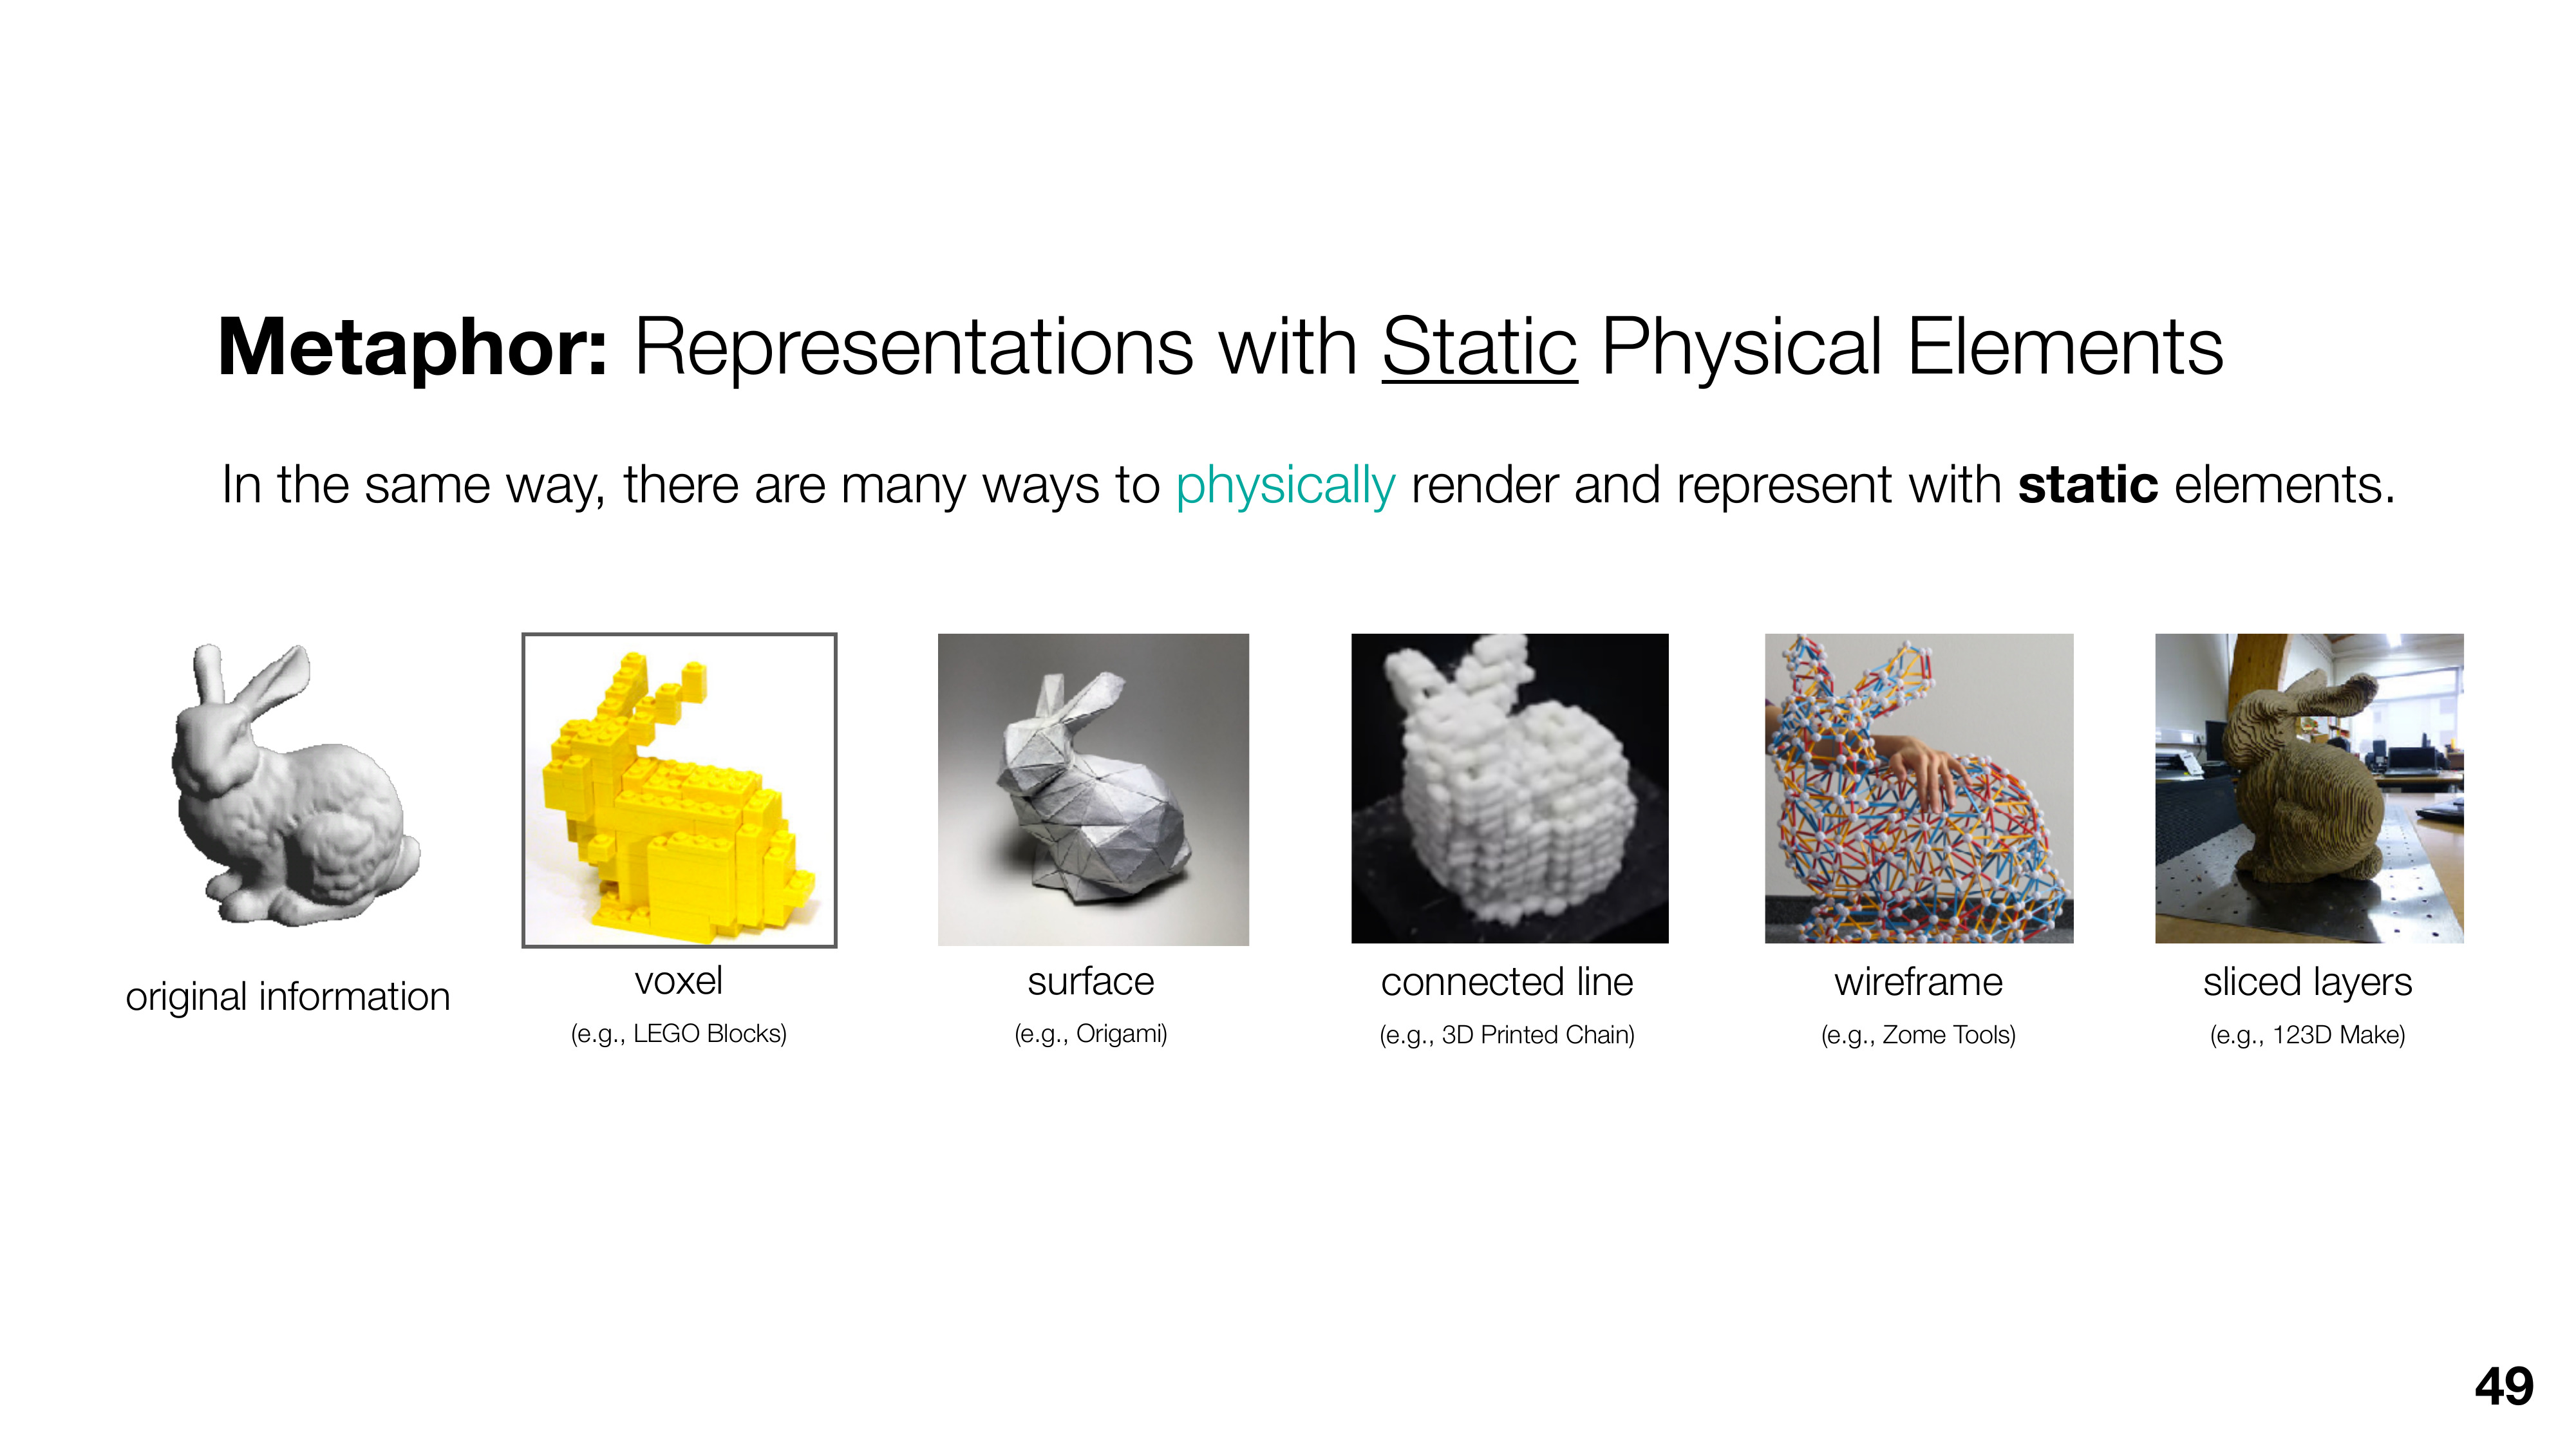 Metaphor: Representations with Static Physical Elements
In the same way, there are many ways to physically render and represent with static elements.
original information
voxel
(e.g., LEGO Blocks)
surface
(e.g., Origami)
connected line
(e.g., 3D Printed Chain)
wireframe
(e.g., Zome Tools)
sliced layers
(e.g., 123D Make)
49